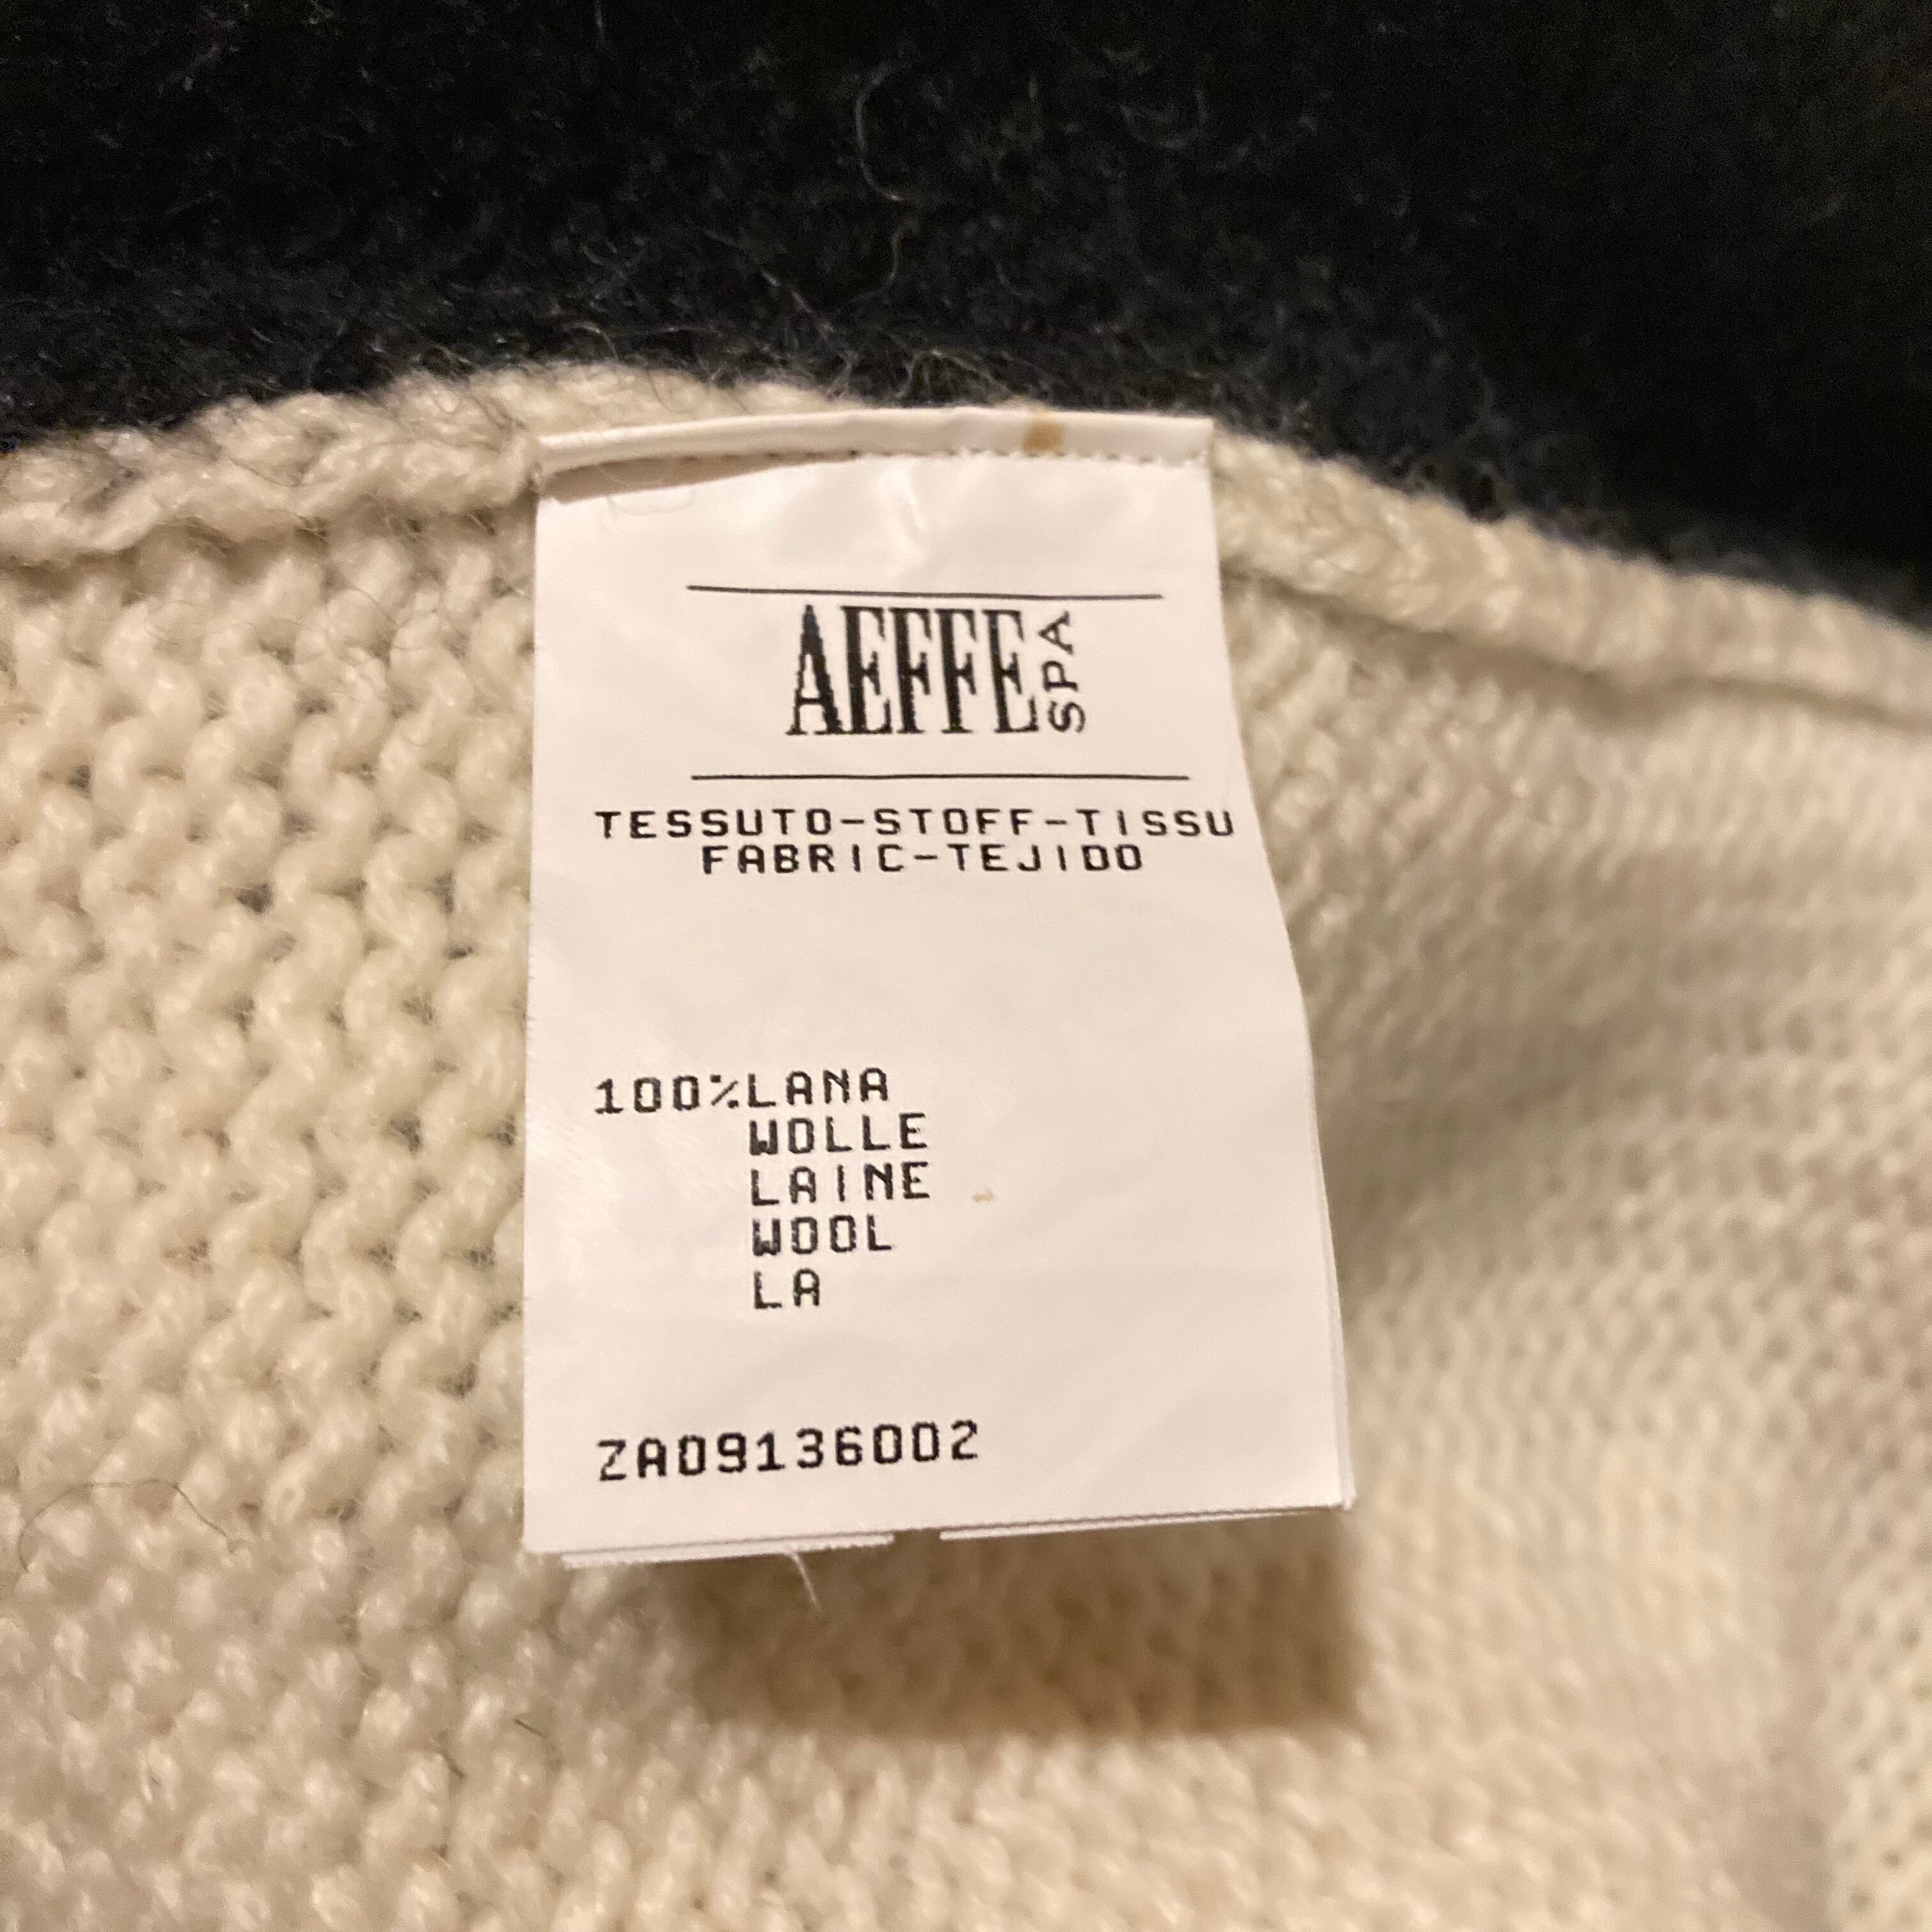 AEFFE SPA
TESSUTO-STOFF-TISSU
FABRIC-TEJIDO
100%LANA
WOLLE
LAINE
WOOL
LA
ZA09136002